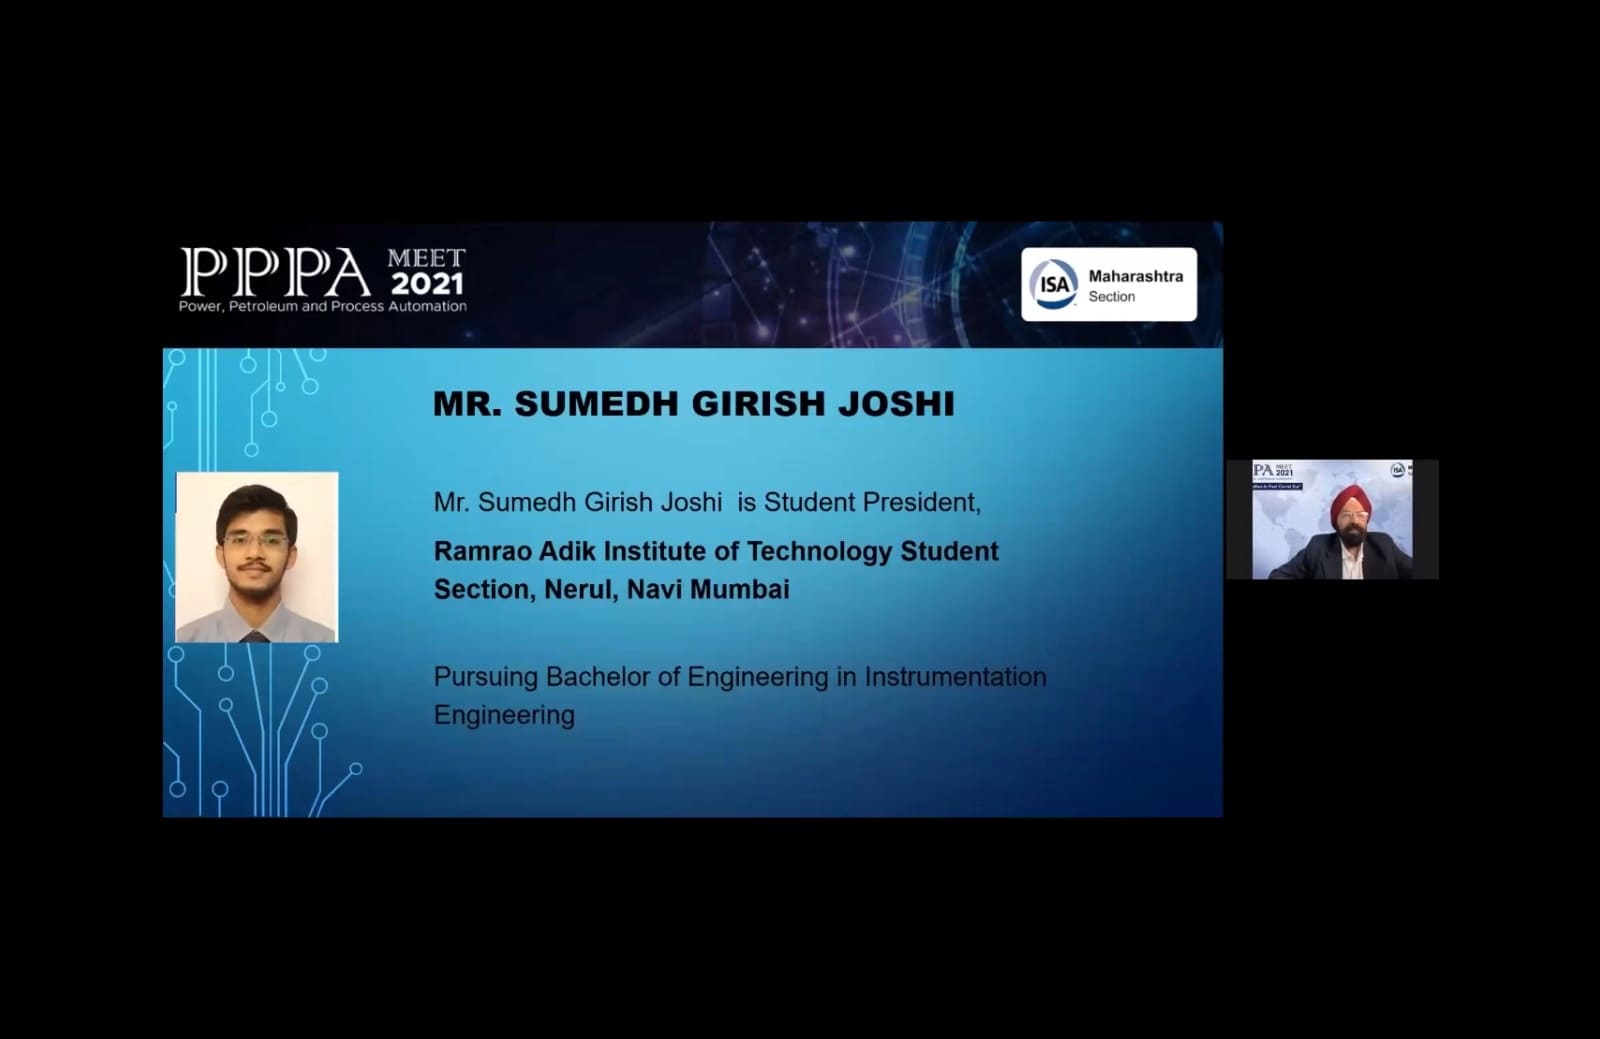 PPPA MEET
2021
Power, Petroleum and Process Automation
ISA Maharashtra
Section
MR. SUMEDH GIRISH JOSHI
Mr. Sumedh Girish Joshi is Student President,
Ramrao Adik Institute of Technology Student
Section, Nerul, Navi Mumbai
Pursuing Bachelor of Engineering in Instrumentation
Engineering
PA MEET
2021
ISA